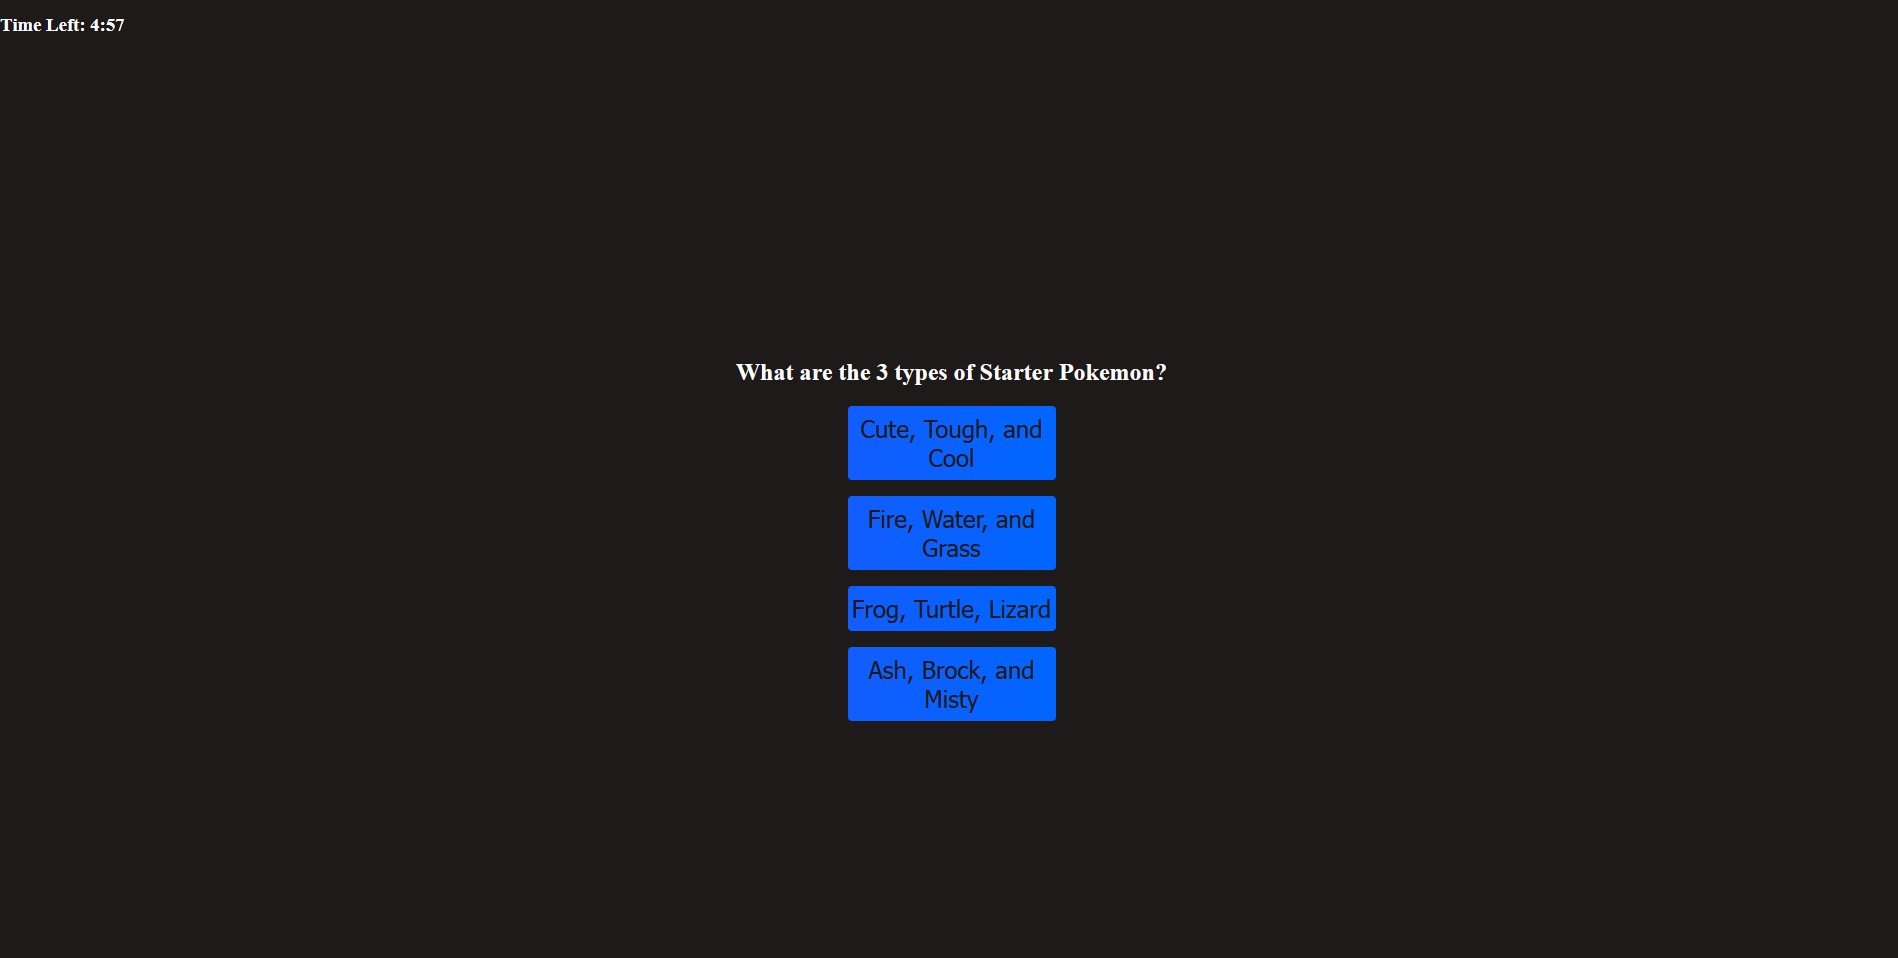 Time Left: 4:57
What are the 3 types of Starter Pokemon?
Cute, Tough, and
Cool
Fire, Water, and
Grass
Frog, Turtle, Lizard
Ash, Brock, and
Misty